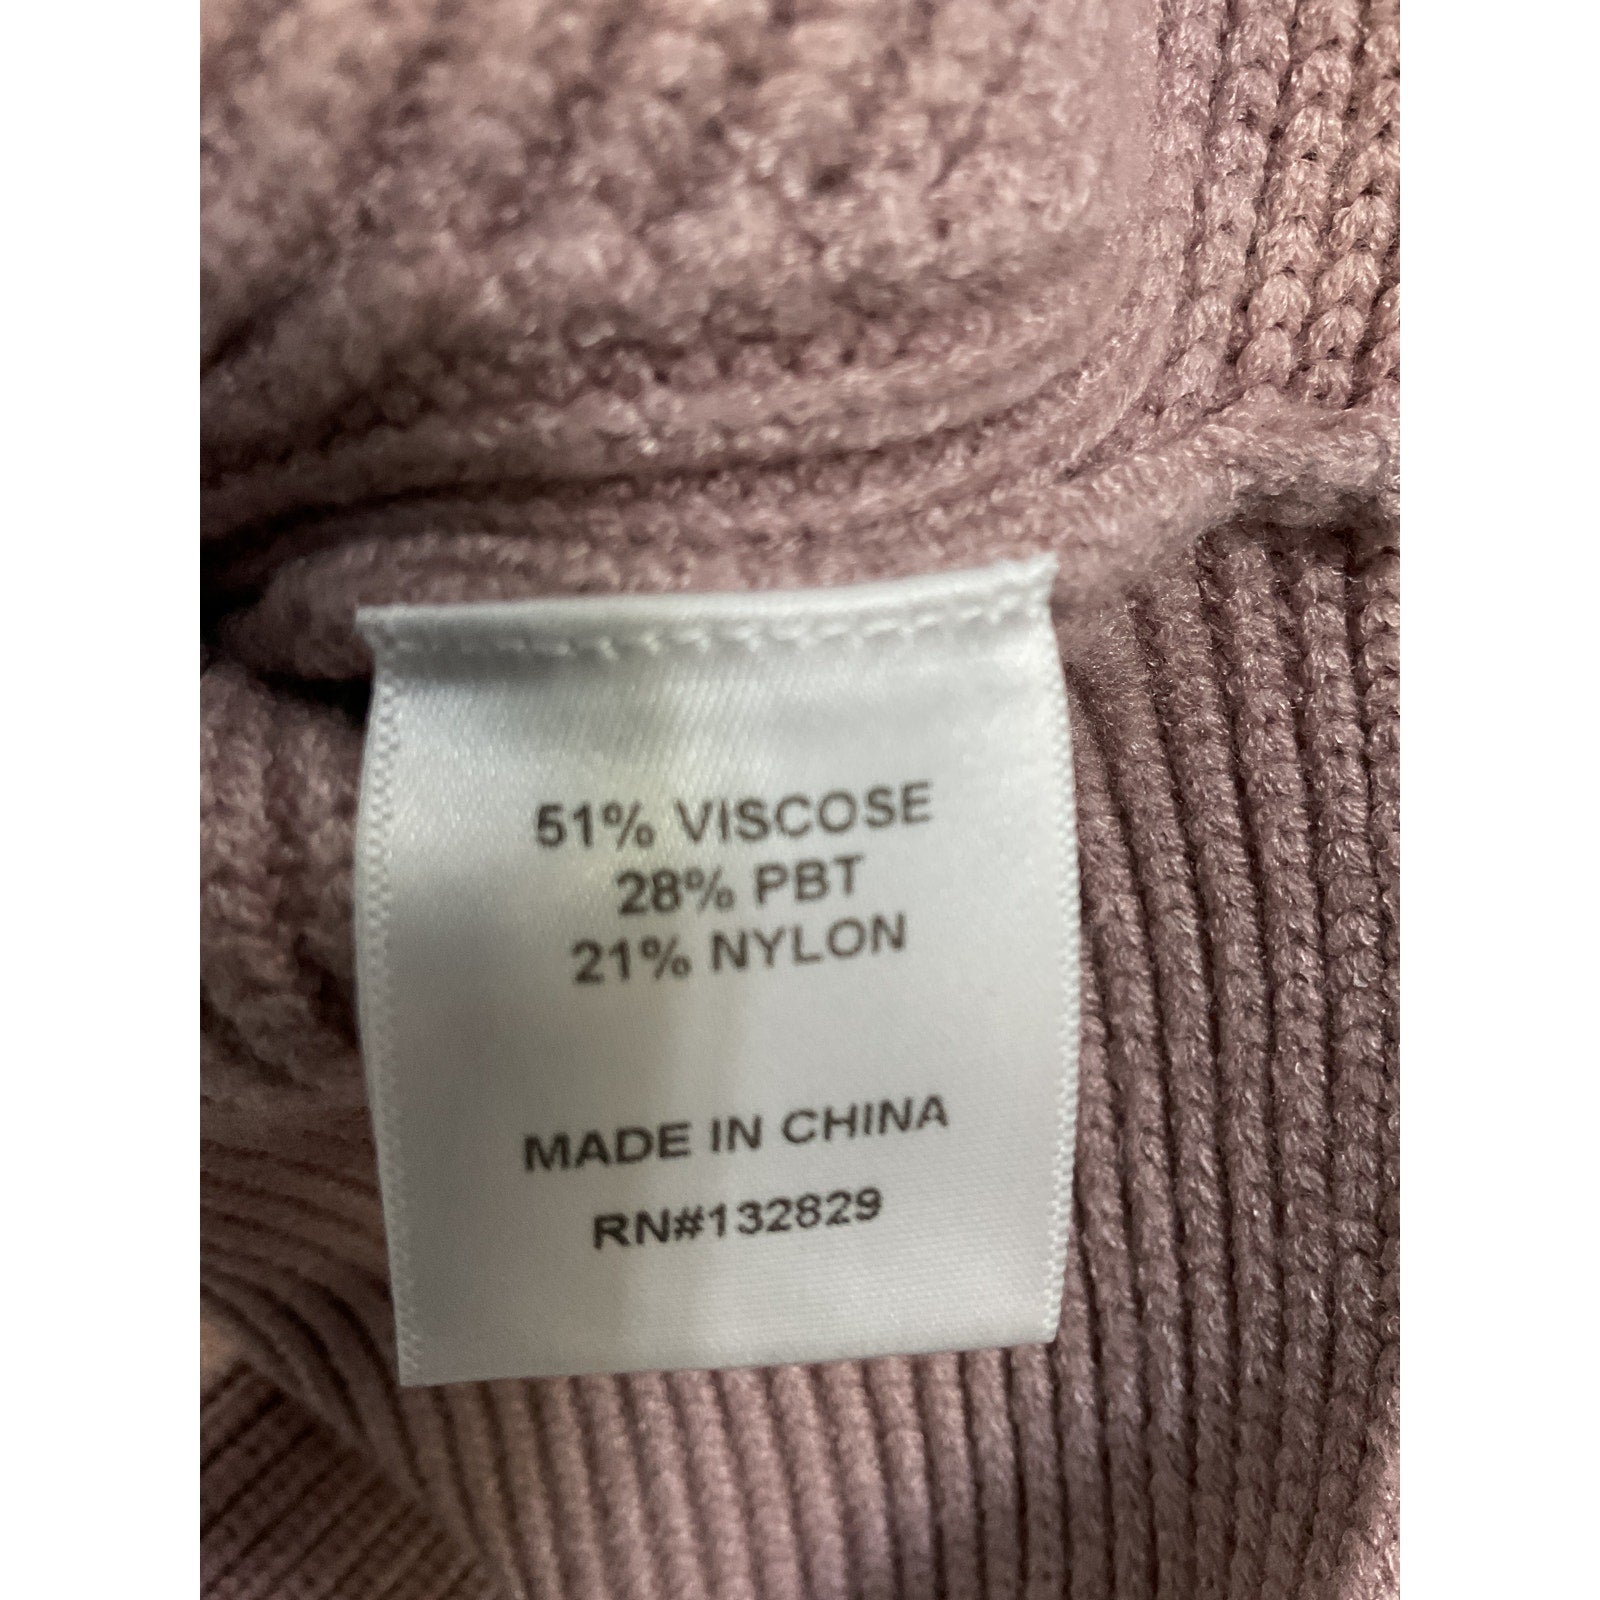 51% VISCOSE
28% PBT
21% NYLON
MADE IN CHINA
RN#132829